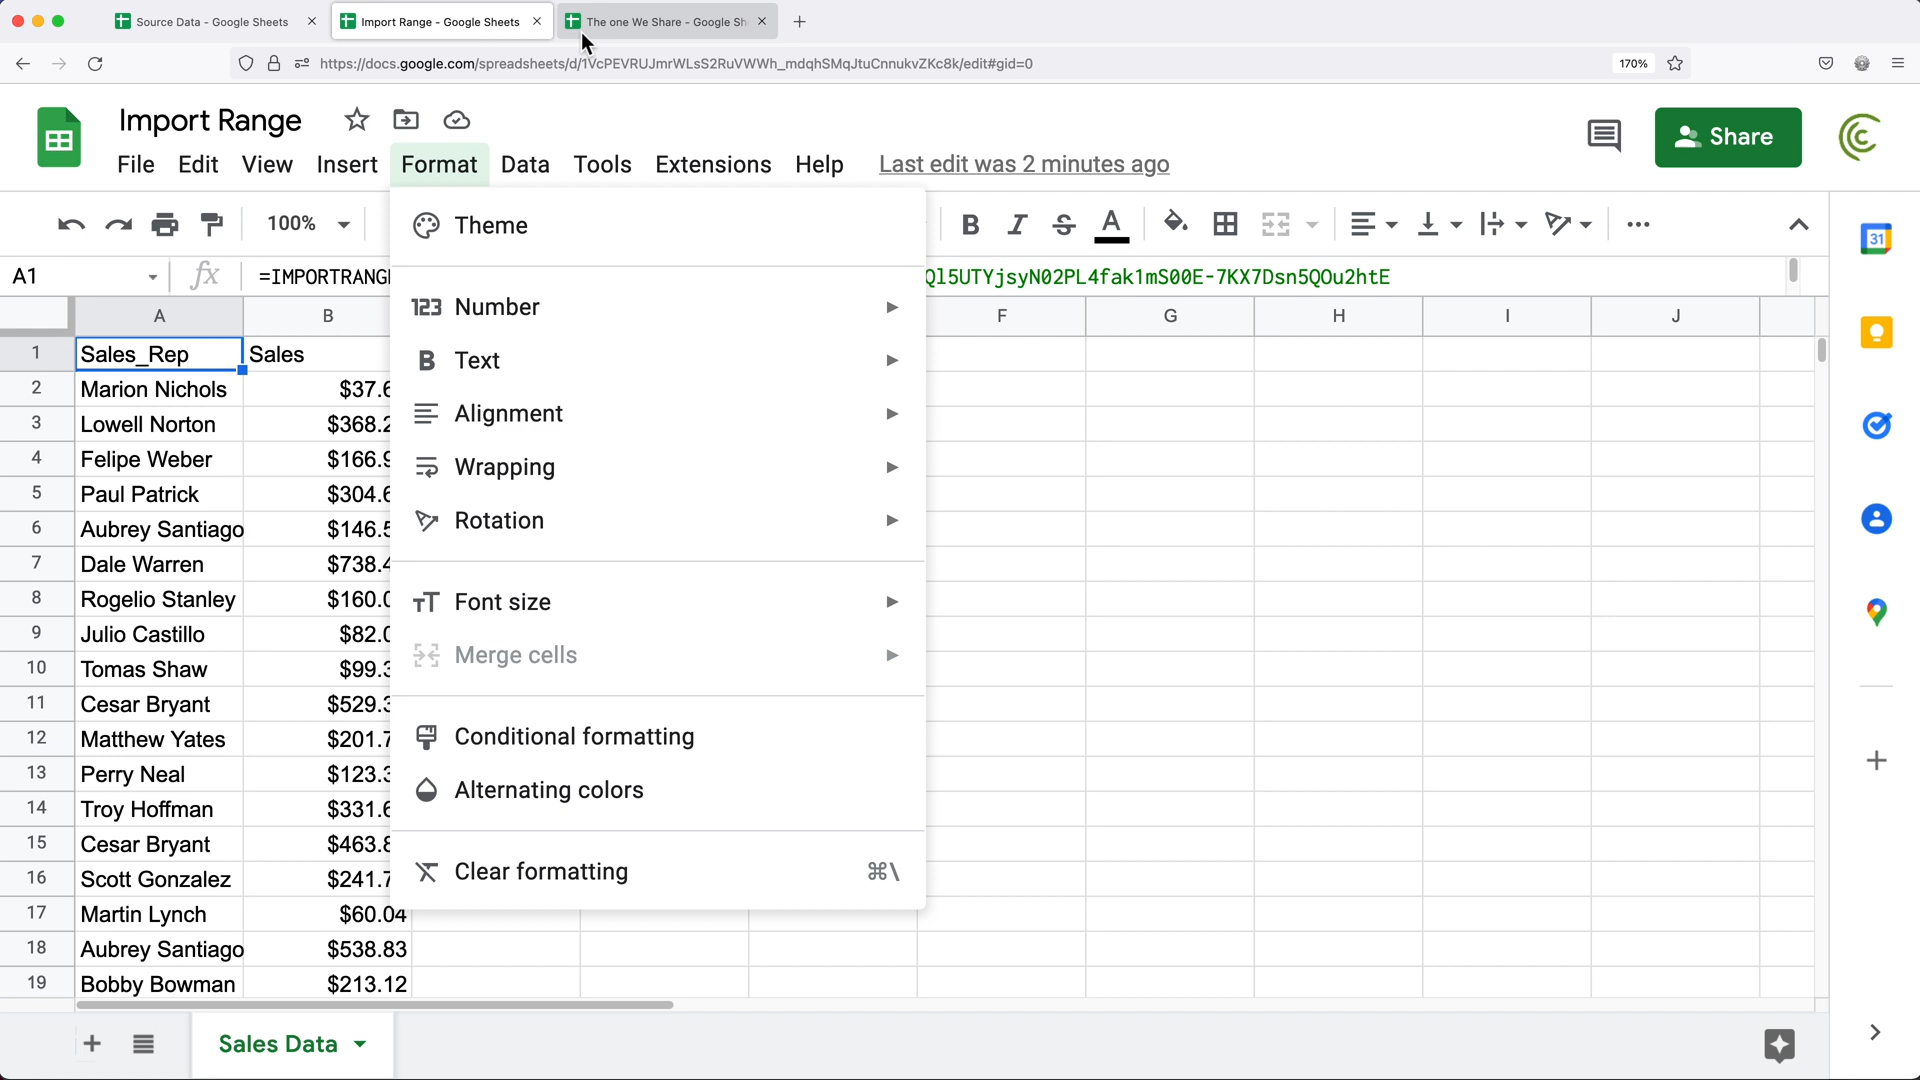 Source Data - Google Sheets
Import Range - Google Sheets
The one We Share - Google Sh
https://docs.google.com/spreadsheets/d/1VcPEVRUJmrWLsS2RuVWWh_mdqhSMqJtuCnnukvZKc8k/edit#gid=0
170%
Import Range
File Edit View Insert Format Data Tools Extensions Help Last edit was 2 minutes ago
Share
100%
B I S A
31
A1
fx
=IMPORTRANG
Ql5UTYjsyN02PL4fak1mS00E-7KX7Dsn5QOu2htE
A B F G H I J
1 Sales_Rep Sales
2 Marion Nichols $37.6
3 Lowell Norton $368.2
4 Felipe Weber $166.9
5 Paul Patrick $304.6
6 Aubrey Santiago $146.5
7 Dale Warren $738.4
8 Rogelio Stanley $160.0
9 Julio Castillo $82.0
10 Tomas Shaw $99.3
11 Cesar Bryant $529.3
12 Matthew Yates $201.7
13 Perry Neal $123.3
14 Troy Hoffman $331.6
15 Cesar Bryant $463.8
16 Scott Gonzalez $241.7
17 Martin Lynch $60.04
18 Aubrey Santiago $538.83
19 Bobby Bowman $213.12
Theme
123 Number
B Text
Alignment
Wrapping
Rotation
Font size
Merge cells
Conditional formatting
Alternating colors
Clear formatting ⌘\
Sales Data